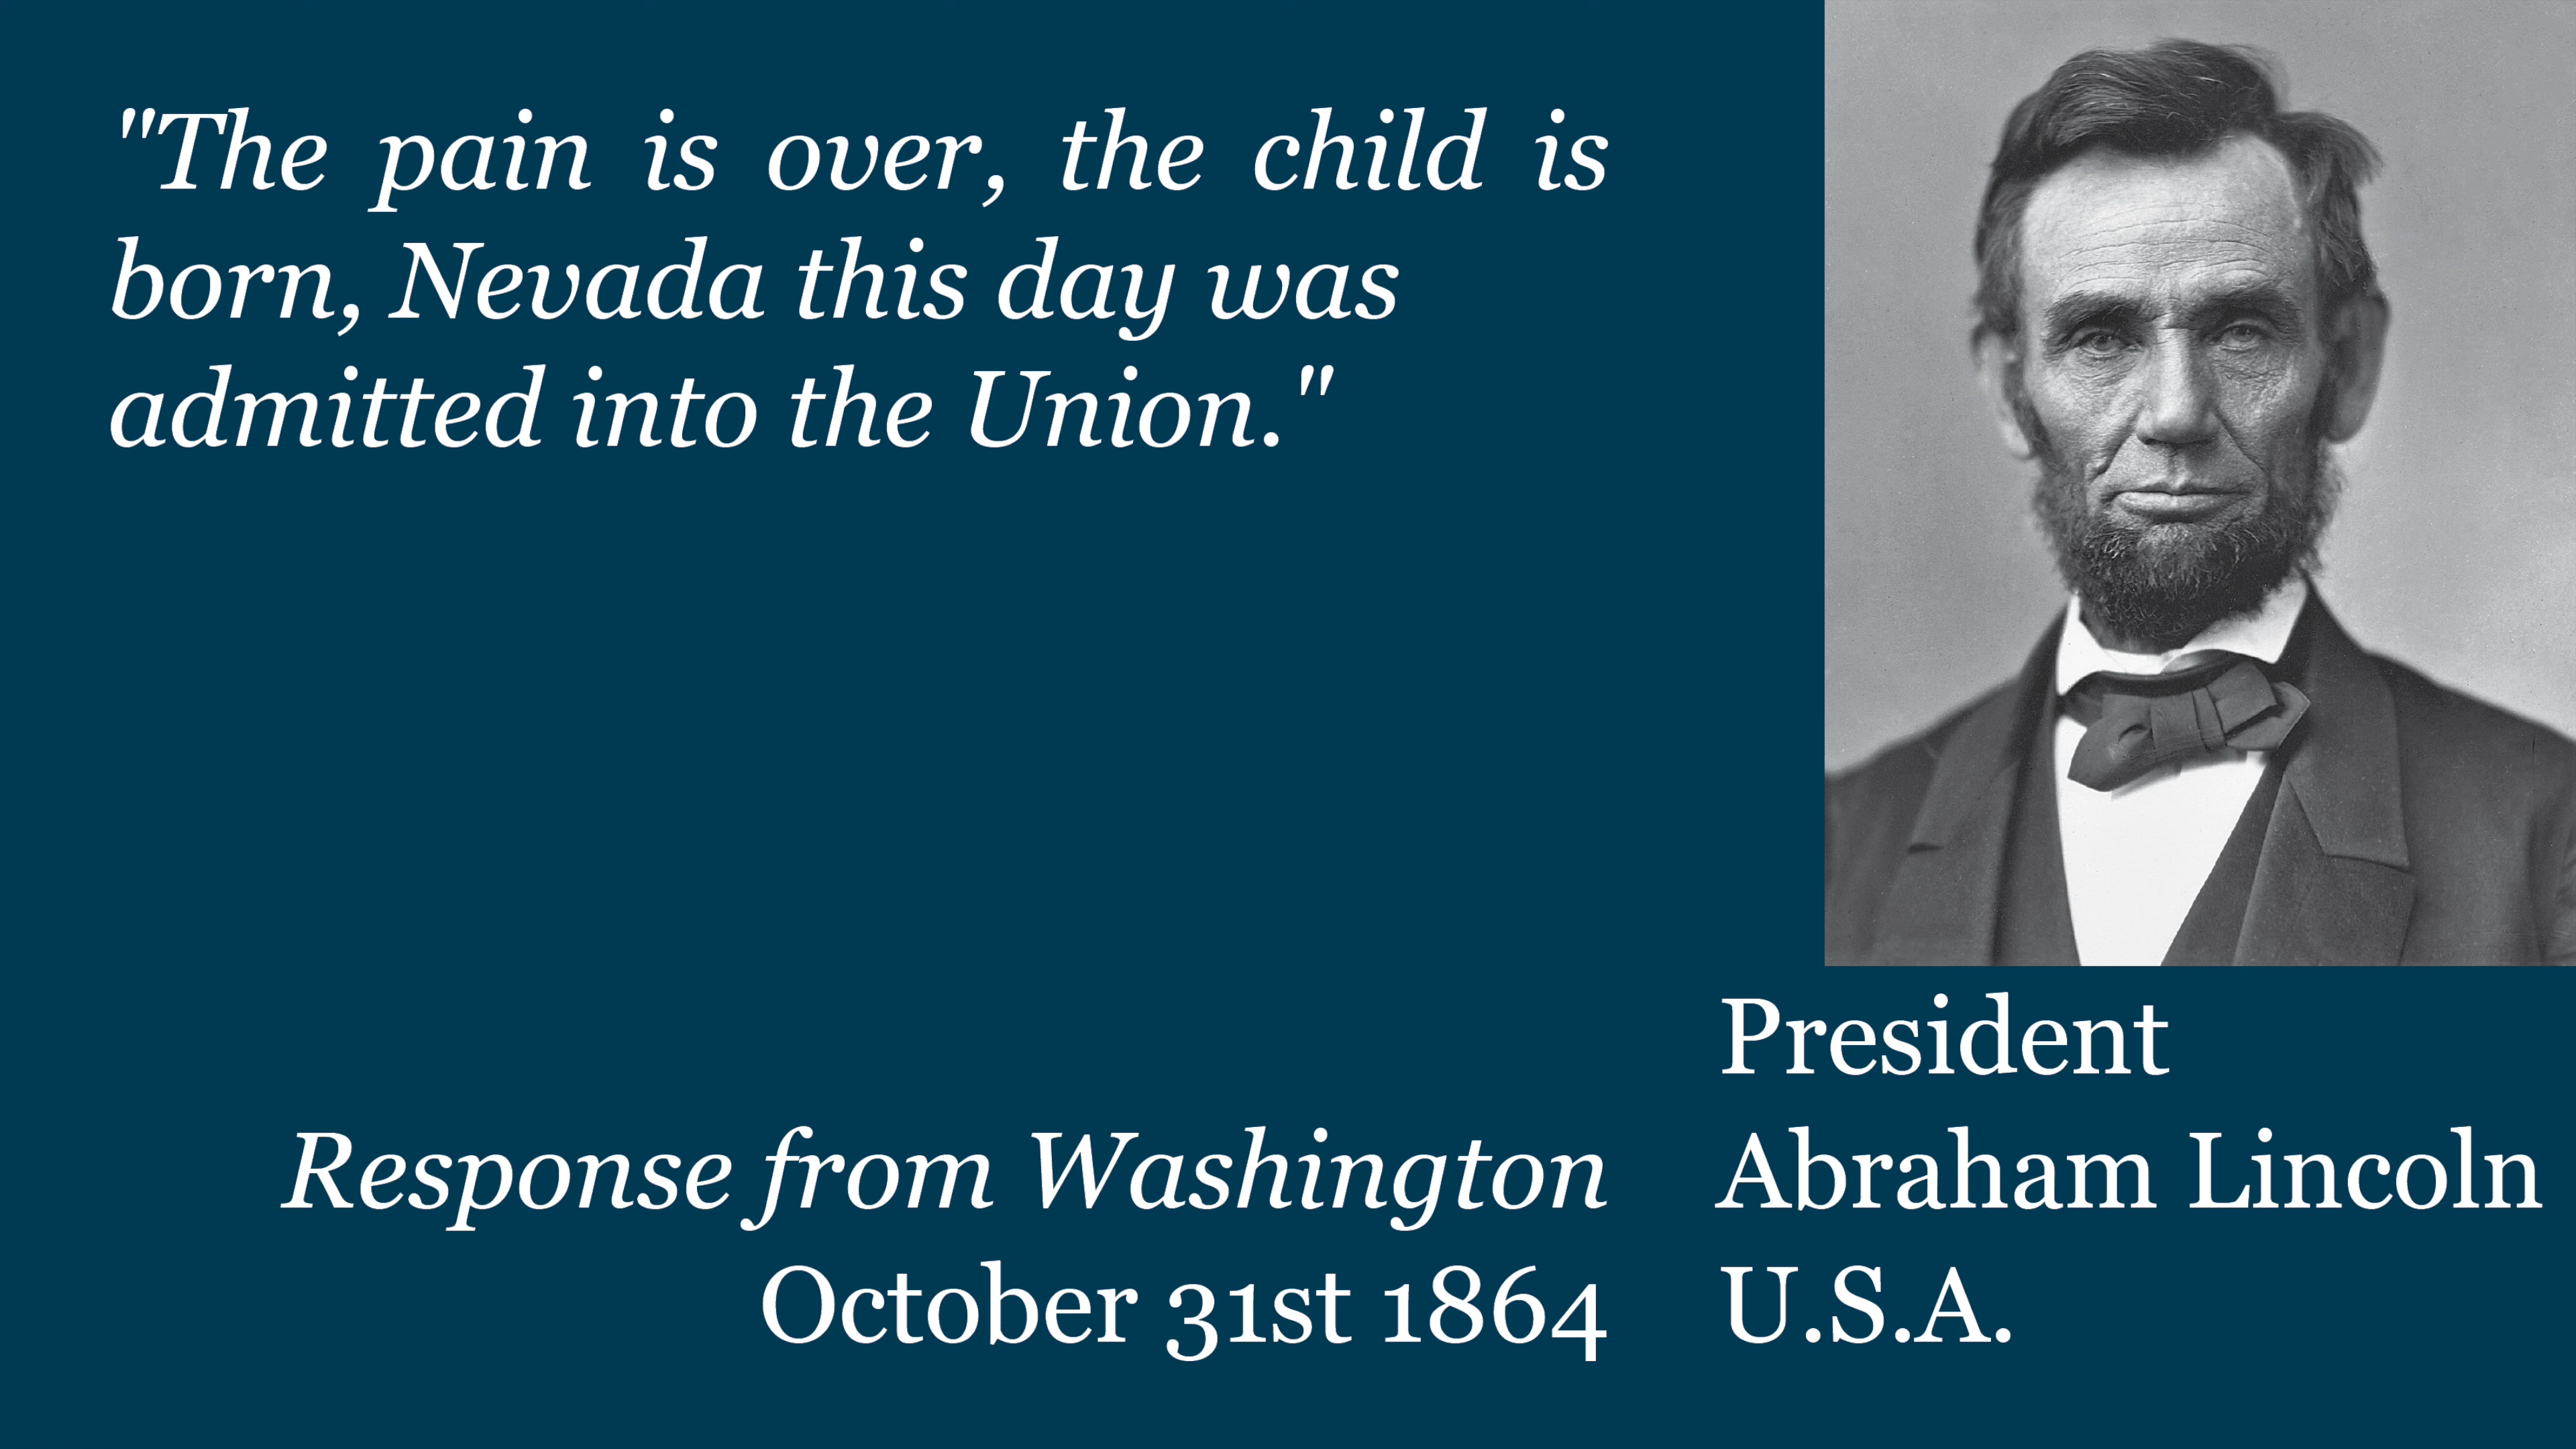 "The pain is over, the child is
born, Nevada this day was
admitted into the Union."
Response from Washington
October 31st 1864
President
Abraham Lincoln
U.S.A.